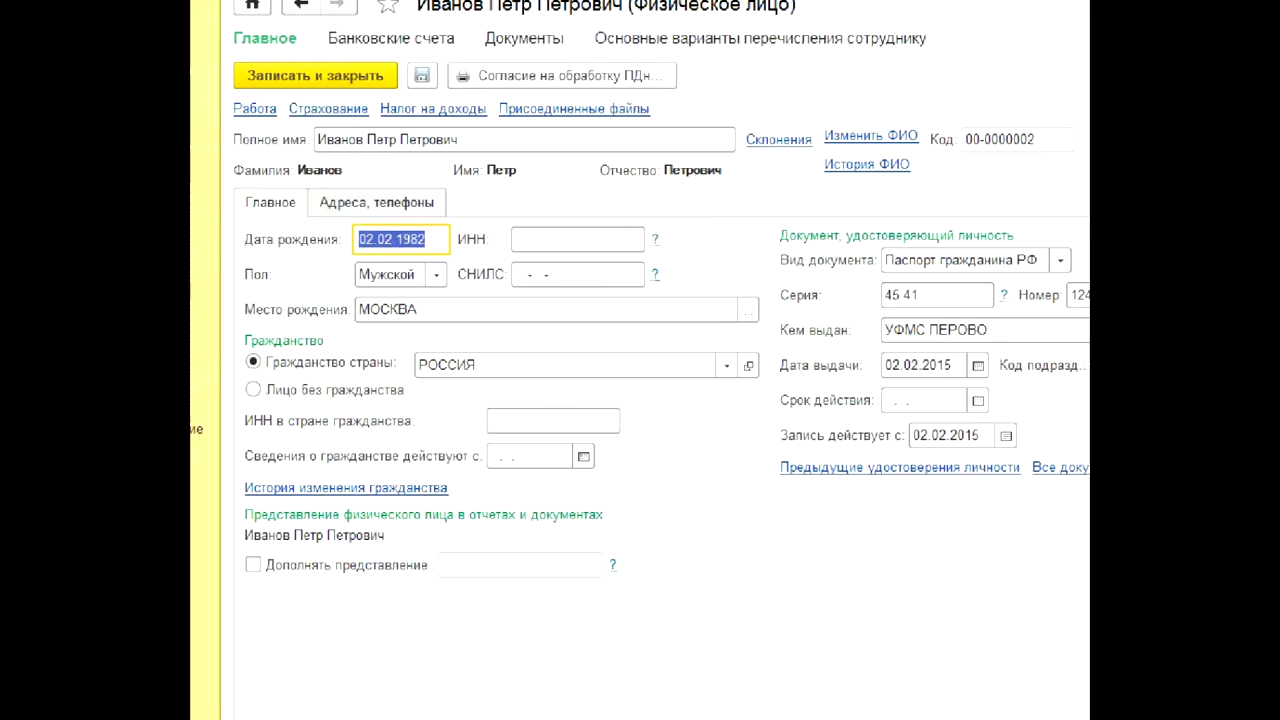 Иванов Петр Петрович (Физическое лицо)
Главное Банковские счета Документы Основные варианты перечисления сотруднику
Записать и закрыть Согласие на обработку ПДн...
Работа Страхование Налог на доходы Присоединенные файлы
Полное имя: Иванов Петр Петрович Склонения Изменить ФИО Код: 00-0000002
История ФИО
Фамилия: Иванов Имя: Петр Отчество: Петрович
Главное Адреса, телефоны
Дата рождения: 02.02.1982 ИНН: ?
Пол: Мужской СНИЛС: - - ?
Место рождения: МОСКВА ...
Гражданство
Гражданство страны: РОССИЯ
Лицо без гражданства
ИНН в стране гражданства:
Сведения о гражданстве действуют с: . .
История изменения гражданства
Представление физического лица в отчетах и документах
Иванов Петр Петрович
Дополнять представление ?
Документ, удостоверяющий личность
Вид документа: Паспорт гражданина РФ
Серия: 45 41 ? Номер: 124
Кем выдан: УФМС ПЕРОВО
Дата выдачи: 02.02.2015 Код подразд...
Срок действия: . .
Запись действует с: 02.02.2015
Предыдущие удостоверения личности Все доку
ие